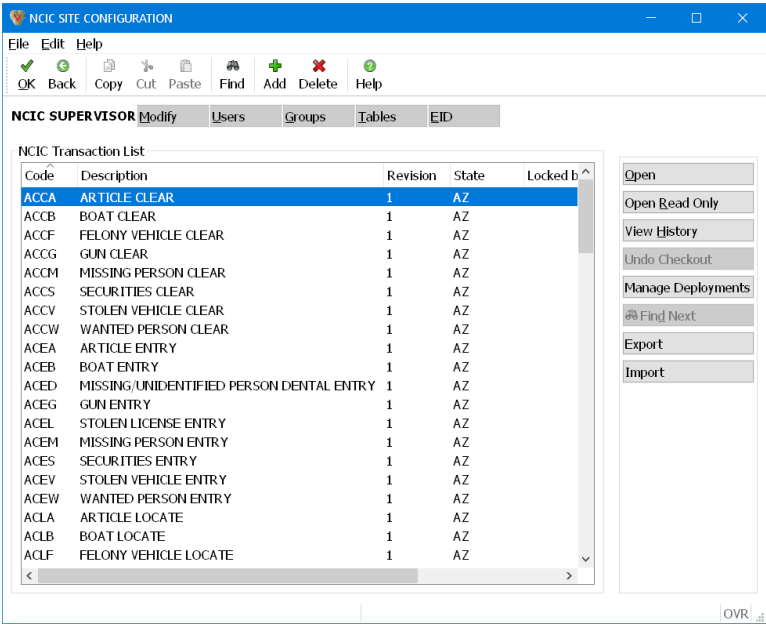 NCIC SITE CONFIGURATION
File Edit Help
OK Back Copy Cut Paste Find Add Delete Help
NCIC SUPERVISOR Modify Users Groups Tables EID
NCIC Transaction List
Code Description Revision State Locked b
ACCA ARTICLE CLEAR 1 AZ
ACCB BOAT CLEAR 1 AZ
ACCF FELONY VEHICLE CLEAR 1 AZ
ACCG GUN CLEAR 1 AZ
ACCM MISSING PERSON CLEAR 1 AZ
ACCS SECURITIES CLEAR 1 AZ
ACCV STOLEN VEHICLE CLEAR 1 AZ
ACCW WANTED PERSON CLEAR 1 AZ
ACEA ARTICLE ENTRY 1 AZ
ACEB BOAT ENTRY 1 AZ
ACED MISSING/UNIDENTIFIED PERSON DENTAL ENTRY 1 AZ
ACEG GUN ENTRY 1 AZ
ACEL STOLEN LICENSE ENTRY 1 AZ
ACEM MISSING PERSON ENTRY 1 AZ
ACES SECURITIES ENTRY 1 AZ
ACEV STOLEN VEHICLE ENTRY 1 AZ
ACEW WANTED PERSON ENTRY 1 AZ
ACLA ARTICLE LOCATE 1 AZ
ACLB BOAT LOCATE 1 AZ
ACLF FELONY VEHICLE LOCATE 1 AZ
Open
Open Read Only
View History
Undo Checkout
Manage Deployments
Find Next
Export
Import
OVR